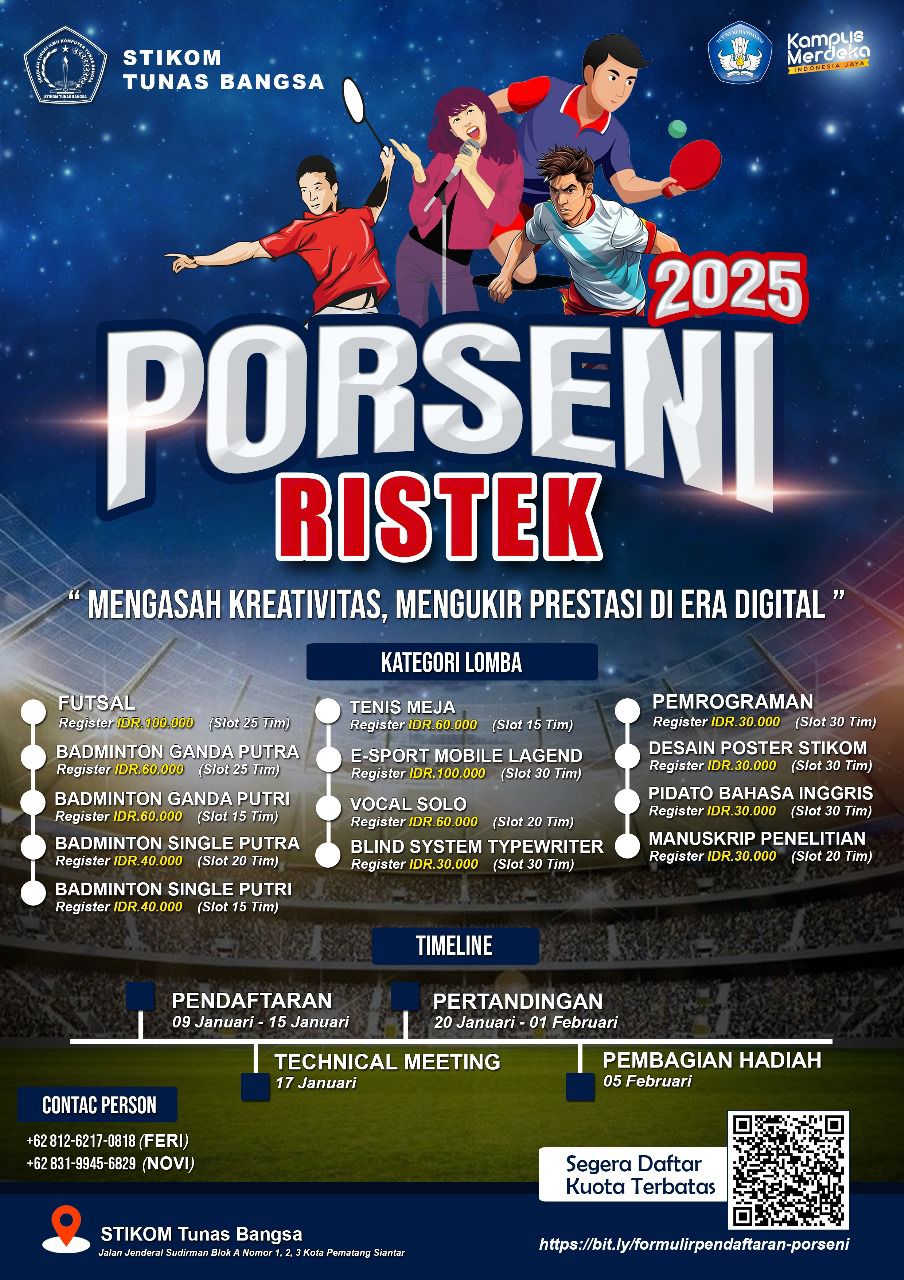 STIKOM
TUNAS BANGSA
Kampus
Merdeka
INDONESIA JAYA
STIKOM TUNAS BANGSA
TUT WURI HANDAYANI
2025
PORSENI
RISTEK
“ MENGASAH KREATIVITAS, MENGUKIR PRESTASI DI ERA DIGITAL ”
KATEGORI LOMBA
FUTSAL
Register IDR.100.000 (Slot 25 Tim)
BADMINTON GANDA PUTRA
Register IDR.60.000 (Slot 25 Tim)
BADMINTON GANDA PUTRI
Register IDR.60.000 (Slot 15 Tim)
BADMINTON SINGLE PUTRA
Register IDR.40.000 (Slot 20 Tim)
BADMINTON SINGLE PUTRI
Register IDR.40.000 (Slot 15 Tim)
TENIS MEJA
Register IDR.60.000 (Slot 15 Tim)
E-SPORT MOBILE LAGEND
Register IDR.100.000 (Slot 30 Tim)
VOCAL SOLO
Register IDR.60.000 (Slot 20 Tim)
BLIND SYSTEM TYPEWRITER
Register IDR.30.000 (Slot 30 Tim)
PEMROGRAMAN
Register IDR.30.000 (Slot 30 Tim)
DESAIN POSTER STIKOM
Register IDR.30.000 (Slot 30 Tim)
PIDATO BAHASA INGGRIS
Register IDR.30.000 (Slot 30 Tim)
MANUSKRIP PENELITIAN
Register IDR.30.000 (Slot 20 Tim)
TIMELINE
PENDAFTARAN
09 Januari - 15 Januari
PERTANDINGAN
20 Januari - 01 Februari
TECHNICAL MEETING
17 Januari
PEMBAGIAN HADIAH
05 Februari
CONTAC PERSON
+62 812-6217-0818 (FERI)
+62 831-9945-6829 (NOVI)
Segera Daftar
Kuota Terbatas
STIKOM Tunas Bangsa
Jalan Jenderal Sudirman Blok A Nomor 1, 2, 3 Kota Pematang Siantar
https://bit.ly/formulirpendaftaran-porseni